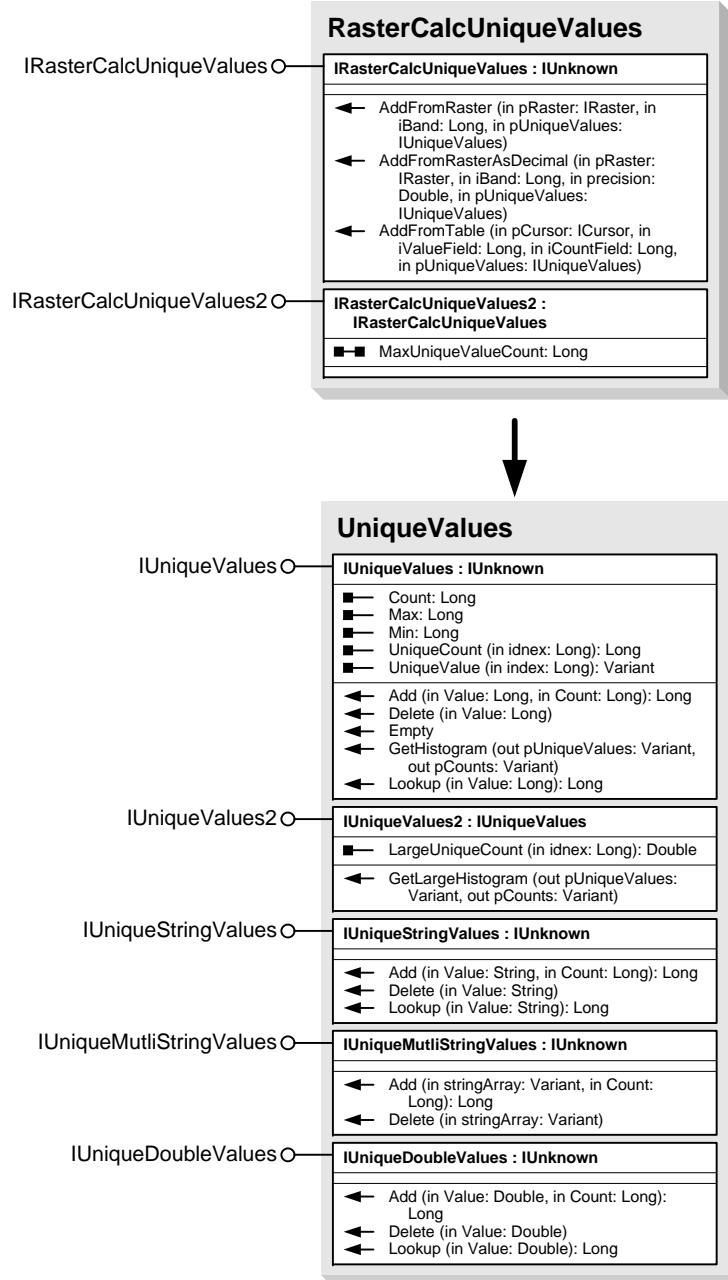 RasterCalcUniqueValues
IRasterCalcUniqueValues
IRasterCalcUniqueValues : IUnknown
AddFromRaster (in pRaster: IRaster, in
iBand: Long, in pUniqueValues:
IUniqueValues)
AddFromRasterAsDecimal (in pRaster:
IRaster, in iBand: Long, in precision:
Double, in pUniqueValues:
IUniqueValues)
AddFromTable (in pCursor: ICursor, in
iValueField: Long, in iCountField: Long,
in pUniqueValues: IUniqueValues)
IRasterCalcUniqueValues2
IRasterCalcUniqueValues2 :
IRasterCalcUniqueValues
MaxUniqueValueCount: Long
UniqueValues
IUniqueValues
IUniqueValues : IUnknown
Count: Long
Max: Long
Min: Long
UniqueCount (in idnex: Long): Long
UniqueValue (in index: Long): Variant
Add (in Value: Long, in Count: Long): Long
Delete (in Value: Long)
Empty
GetHistogram (out pUniqueValues: Variant,
out pCounts: Variant)
Lookup (in Value: Long): Long
IUniqueValues2
IUniqueValues2 : IUniqueValues
LargeUniqueCount (in idnex: Long): Double
GetLargeHistogram (out pUniqueValues:
Variant, out pCounts: Variant)
IUniqueStringValues
IUniqueStringValues : IUnknown
Add (in Value: String, in Count: Long): Long
Delete (in Value: String)
Lookup (in Value: String): Long
IUniqueMutliStringValues
IUniqueMutliStringValues : IUnknown
Add (in stringArray: Variant, in Count:
Long): Long
Delete (in stringArray: Variant)
IUniqueDoubleValues
IUniqueDoubleValues : IUnknown
Add (in Value: Double, in Count: Long):
Long
Delete (in Value: Double)
Lookup (in Value: Double): Long